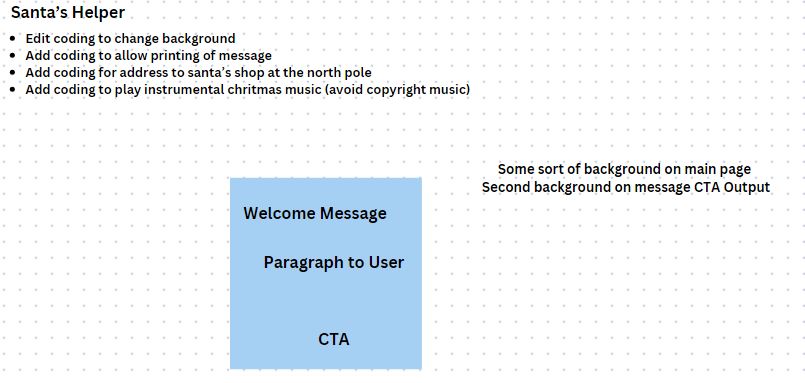 Santa's Helper
• Edit coding to change background
• Add coding to allow printing of message
• Add coding for address to santa's shop at the north pole
• Add coding to play instrumental chritmas music (avoid copyright music)
Some sort of background on main page
Second background on message CTA Output
Welcome Message
Paragraph to User
CTA